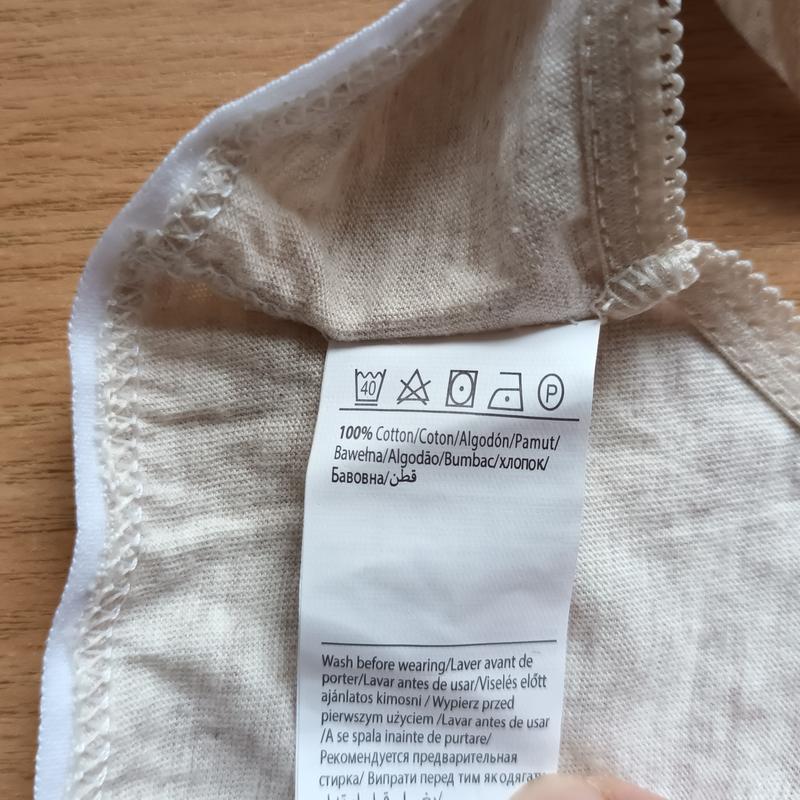 40 P
100% Cotton/Coton/Algodón/Pamut/
Bawełna/Algodão/Bumbac/хлопок/
Бавовна/قطن
Wash before wearing/Laver avant de
porter/Lavar antes de usar/Viselés előtt
ajánlatos kimosni / Wypierz przed
pierwszym użyciem /Lavar antes de usar
/A se spala inainte de purtare/
Рекомендуется предварительная
стирка/ Випрати перед тим як одягати